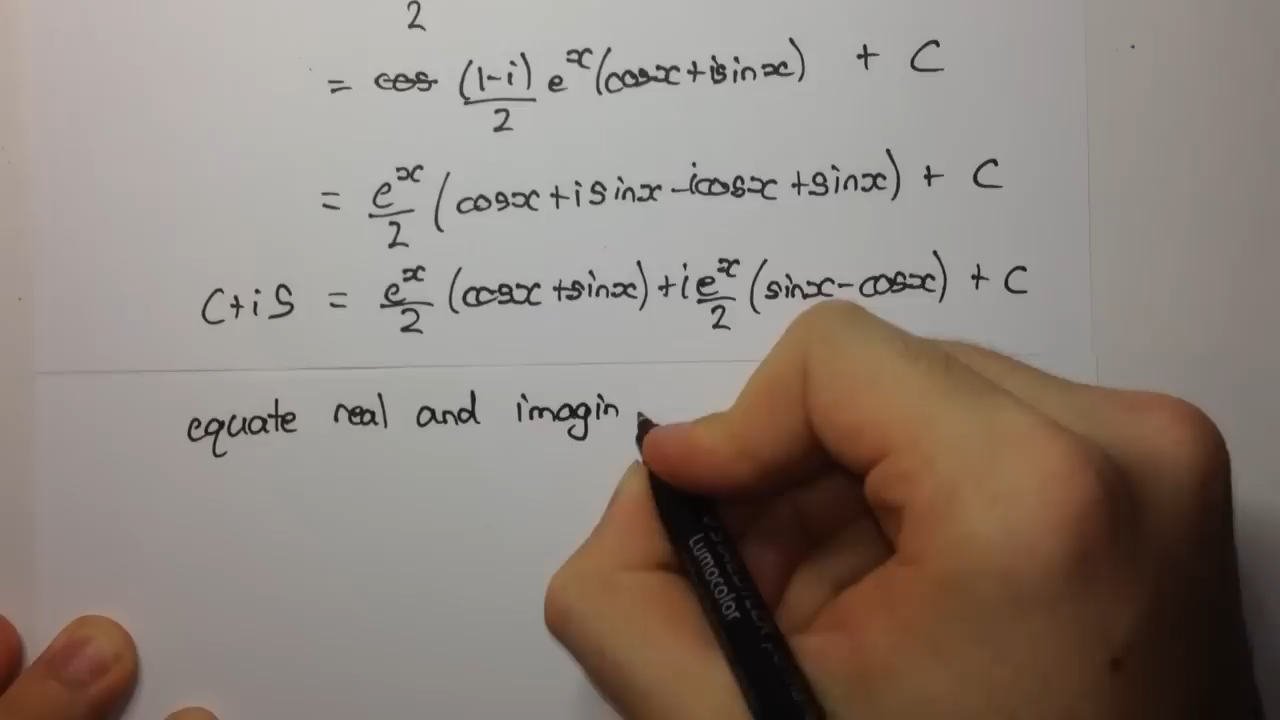 2
= cos (1-i)/2 e^x (cosx + isinx) + C
= e^x/2 (cosx + isinx - icosx + sinx) + C
C+iS = e^x/2 (cosx + sinx) + i e^x/2 (sinx - cosx) + C
equate real and imagin
Lumocolor